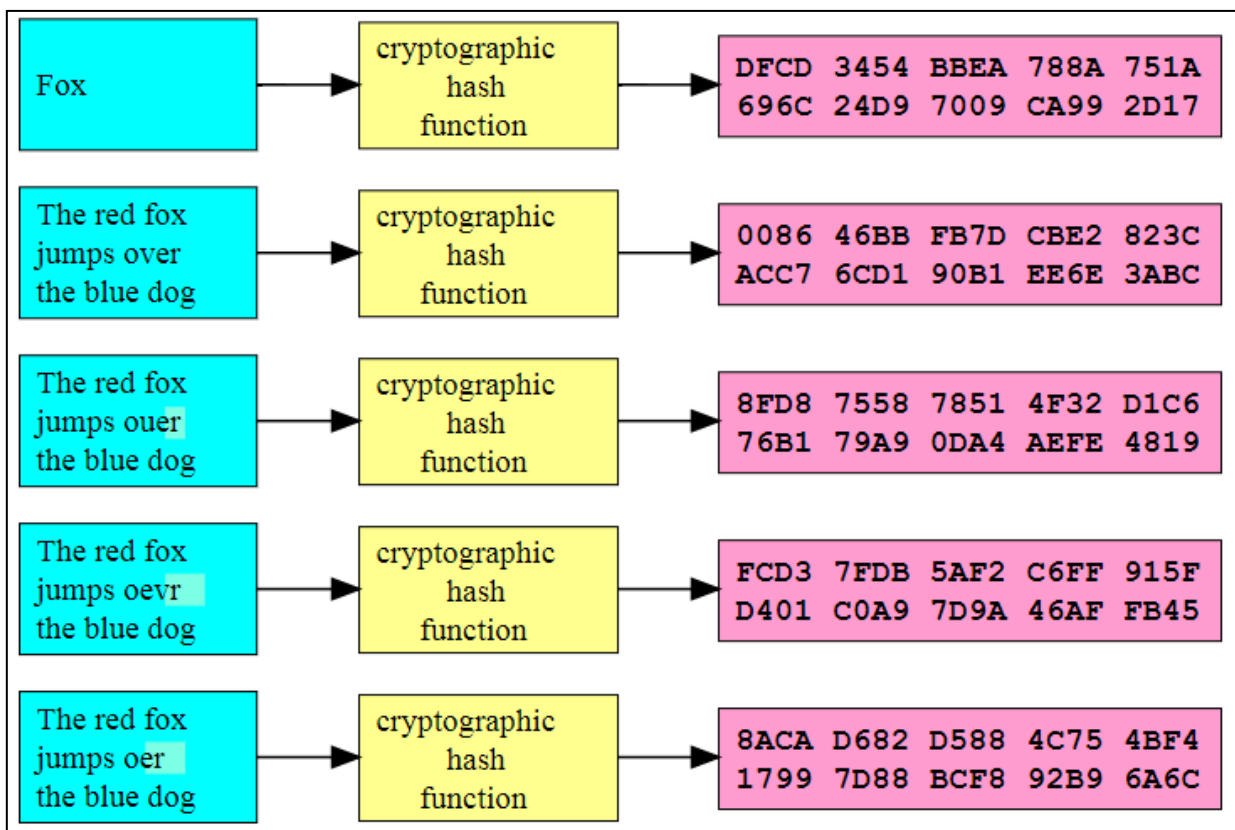 Fox
cryptographic
hash
function
DFCD 3454 BBEA 788A 751A
696C 24D9 7009 CA99 2D17
The red fox
jumps over
the blue dog
cryptographic
hash
function
0086 46BB FB7D CBE2 823C
ACC7 6CD1 90B1 EE6E 3ABC
The red fox
jumps ouer
the blue dog
cryptographic
hash
function
8FD8 7558 7851 4F32 D1C6
76B1 79A9 0DA4 AEFE 4819
The red fox
jumps oevr
the blue dog
cryptographic
hash
function
FCD3 7FDB 5AF2 C6FF 915F
D401 C0A9 7D9A 46AF FB45
The red fox
jumps oer
the blue dog
cryptographic
hash
function
8ACA D682 D588 4C75 4BF4
1799 7D88 BCF8 92B9 6A6C